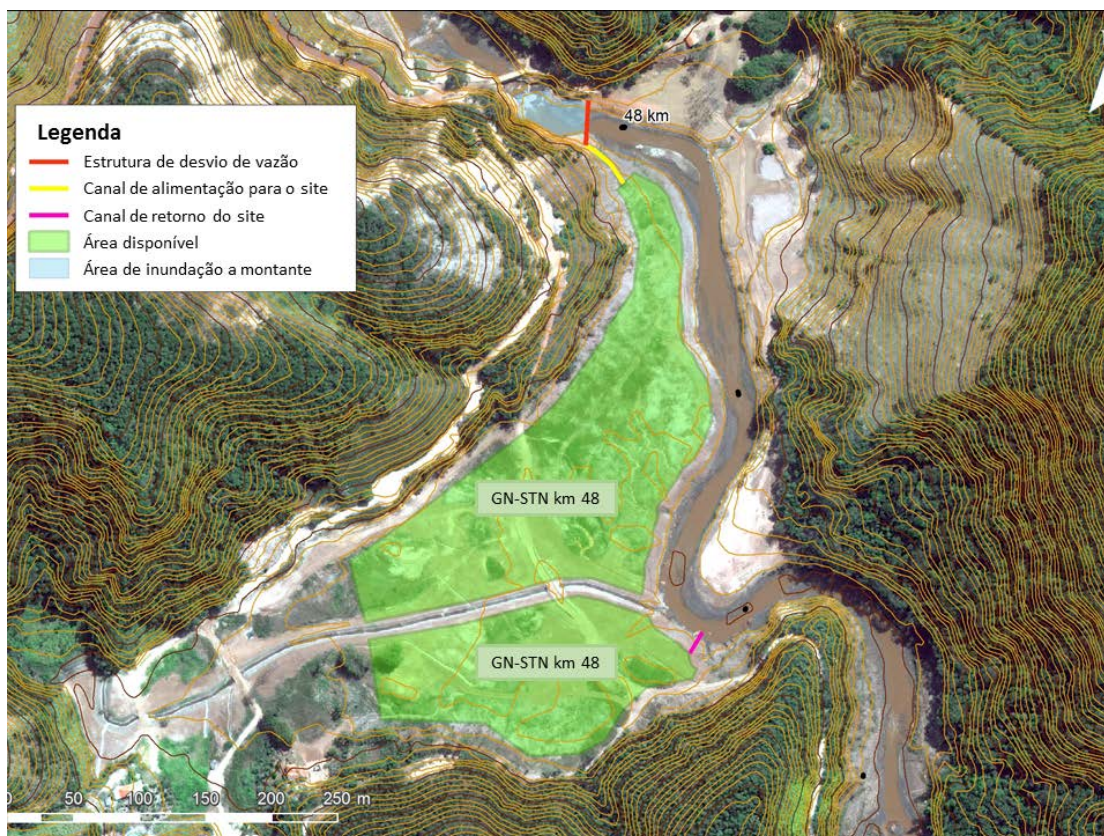 Legenda
Estrutura de desvio de vazão
Canal de alimentação para o site
Canal de retorno do site
Área disponível
Área de inundação a montante
48 km
GN-STN km 48
GN-STN km 48
0 50 100 150 200 250 m